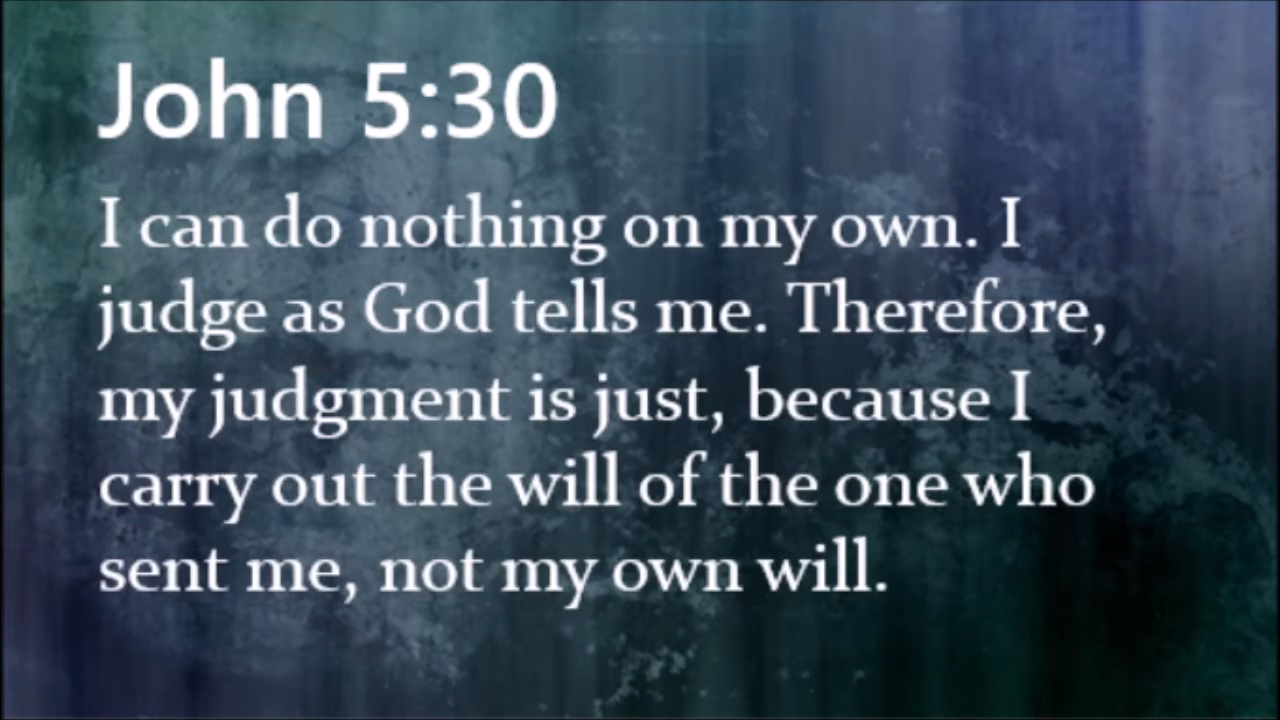 John 5:30
I can do nothing on my own. I
judge as God tells me. Therefore,
my judgment is just, because I
carry out the will of the one who
sent me, not my own will.